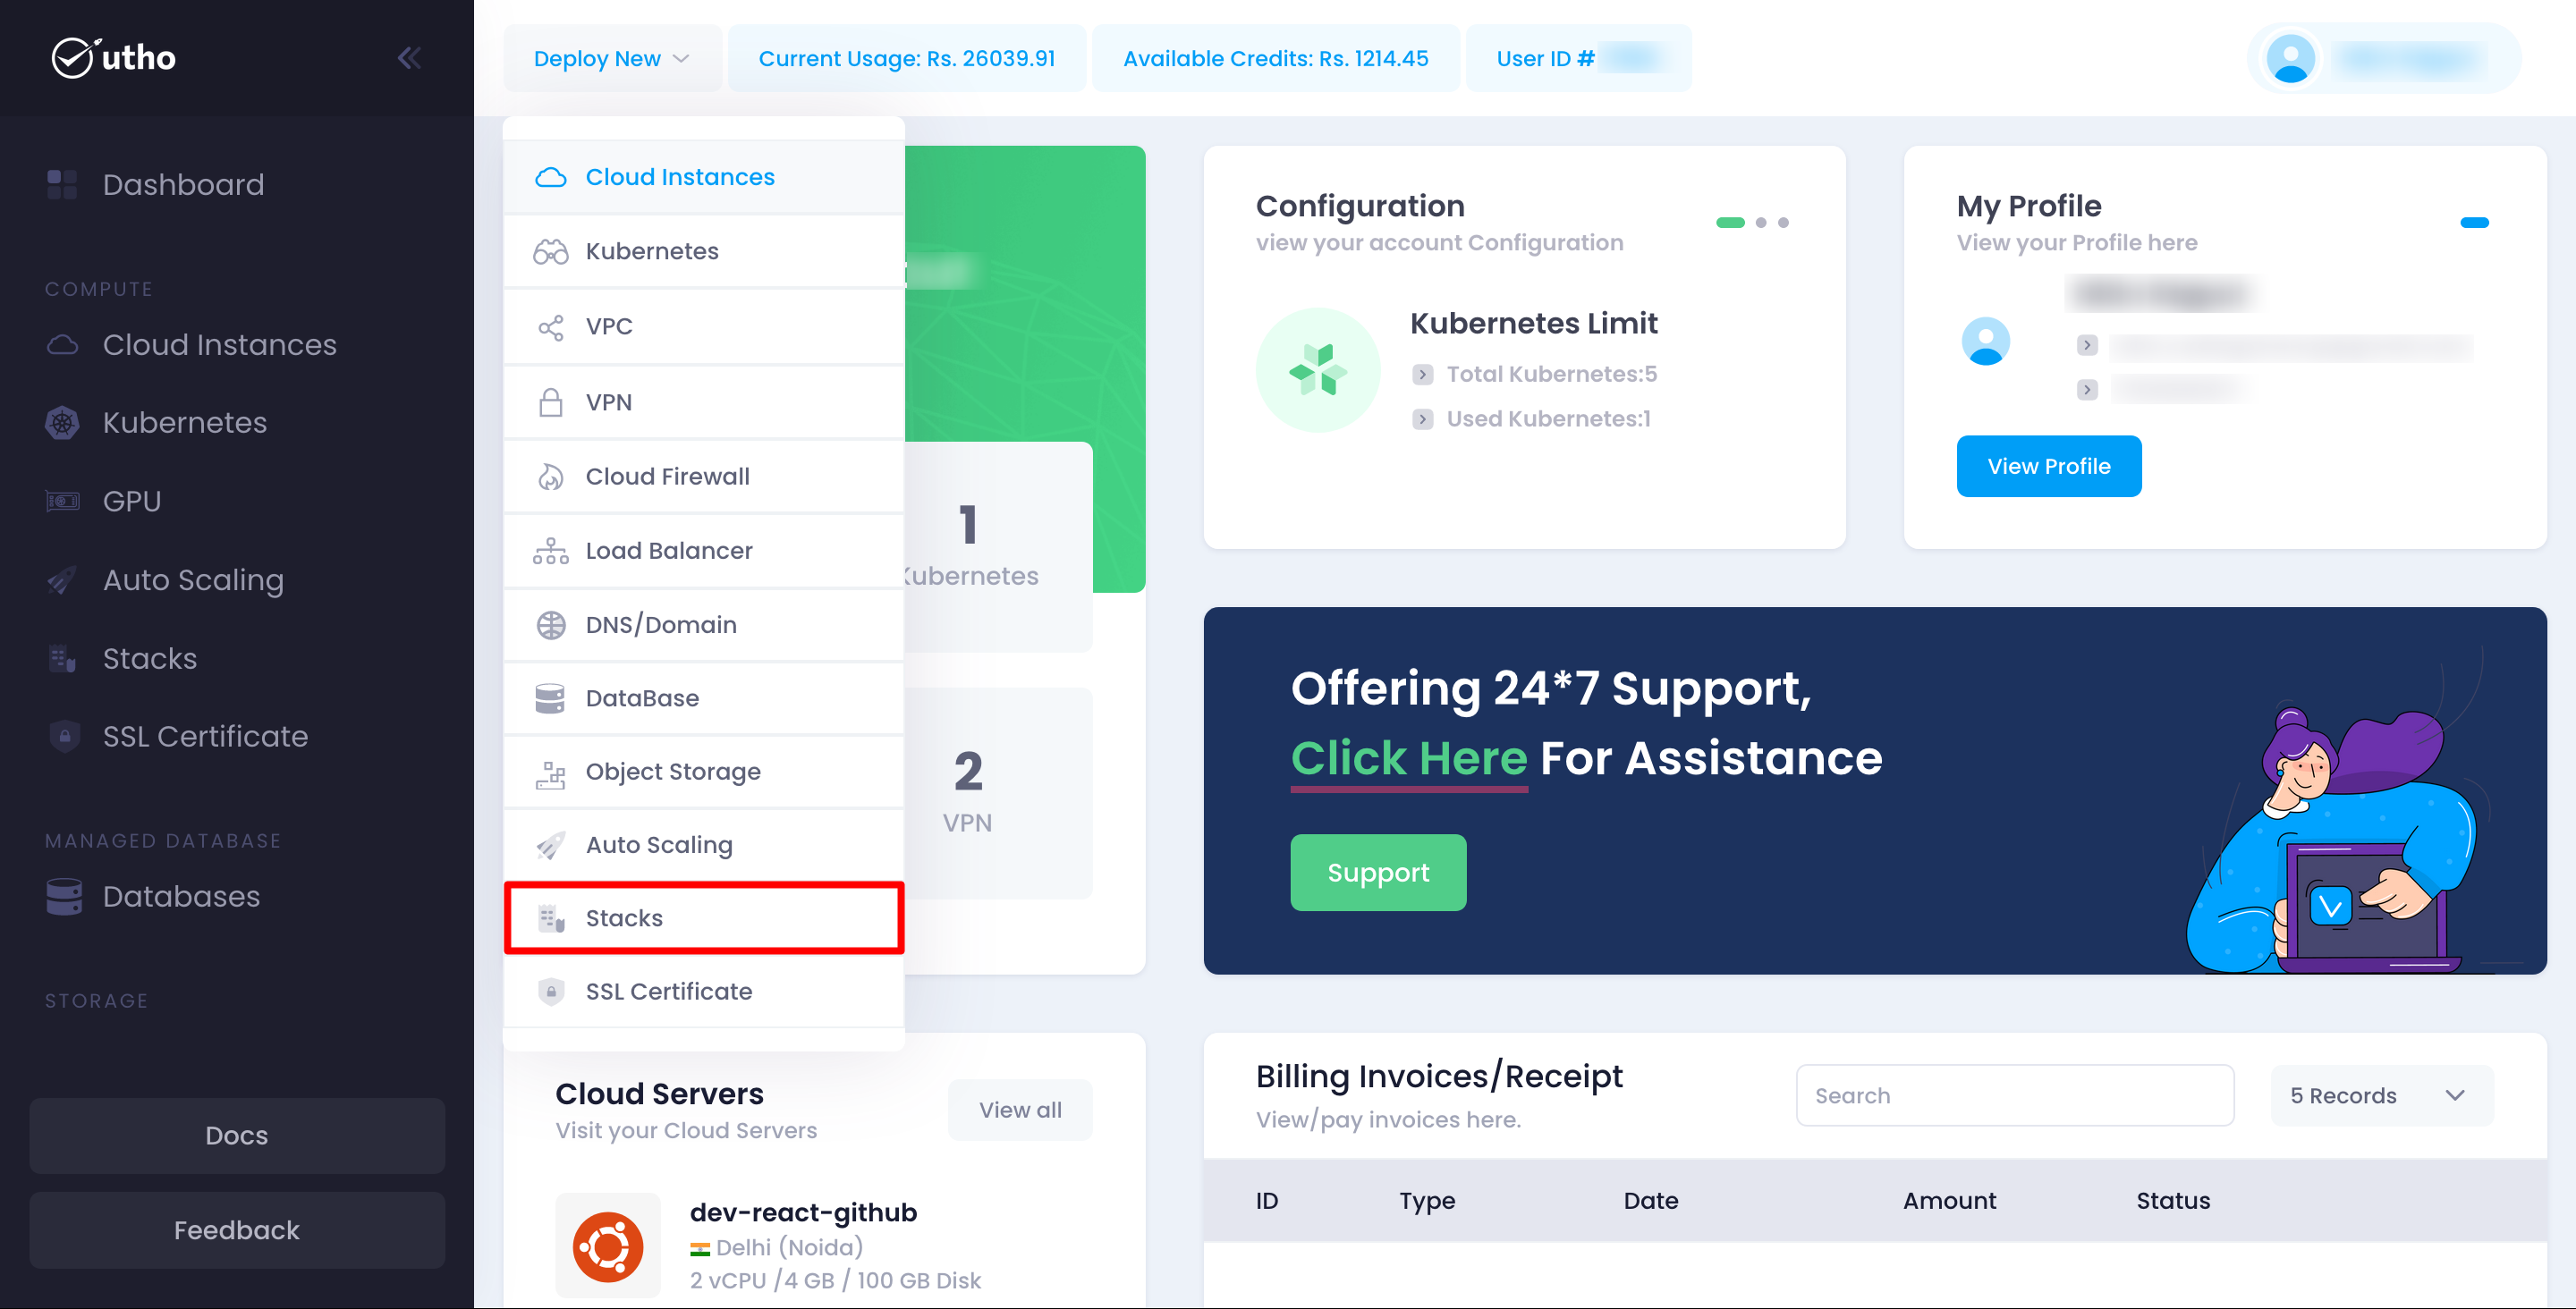 utho
Deploy New
Current Usage: Rs. 26039.91
Available Credits: Rs. 1214.45
User ID #
Dashboard
COMPUTE
Cloud Instances
Kubernetes
GPU
Auto Scaling
Stacks
SSL Certificate
MANAGED DATABASE
Databases
STORAGE
Docs
Feedback
Cloud Instances
Kubernetes
VPC
VPN
Cloud Firewall
Load Balancer
DNS/Domain
DataBase
Object Storage
Auto Scaling
Stacks
SSL Certificate
1
Kubernetes
2
VPN
Configuration
view your account Configuration
Kubernetes Limit
Total Kubernetes:5
Used Kubernetes:1
My Profile
View your Profile here
View Profile
Offering 24*7 Support,
Click Here For Assistance
Support
Cloud Servers
Visit your Cloud Servers
View all
dev-react-github
Delhi (Noida)
2 vCPU /4 GB / 100 GB Disk
Billing Invoices/Receipt
View/pay invoices here.
Search
5 Records
ID Type Date Amount Status